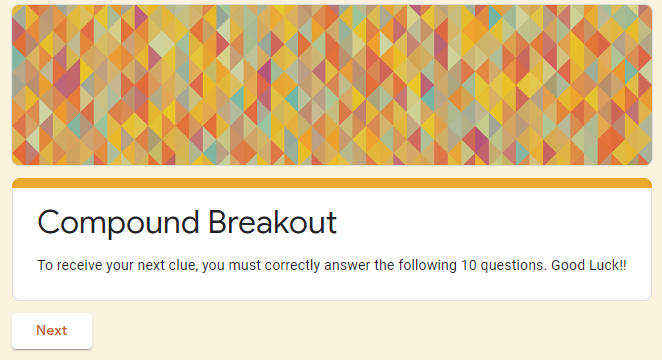 Compound Breakout
To receive your next clue, you must correctly answer the following 10 questions. Good Luck!!
Next